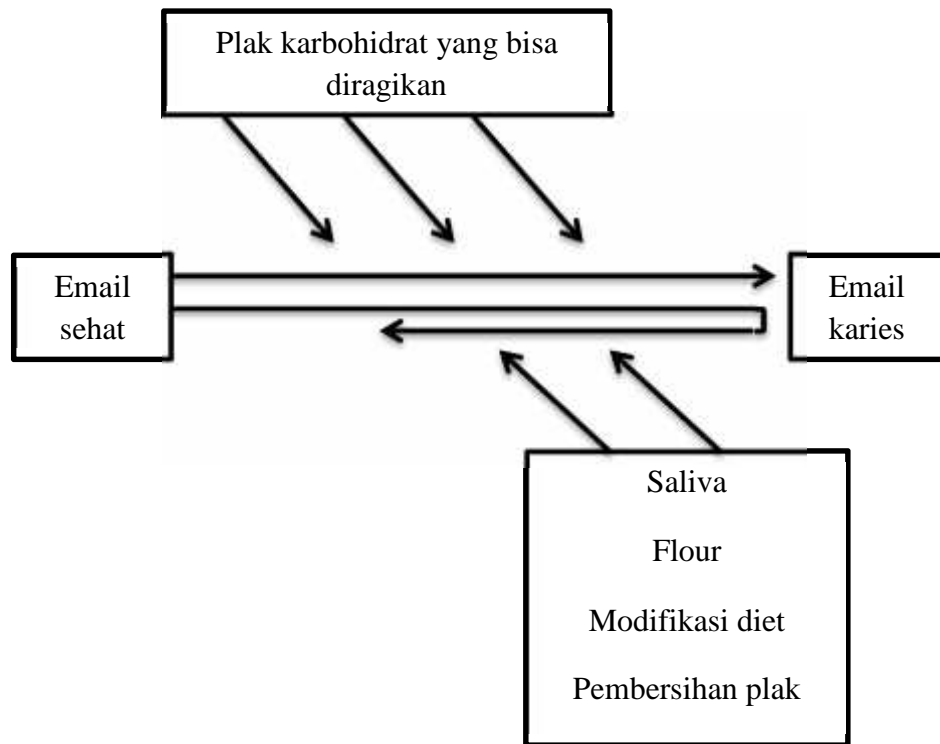 Plak karbohidrat yang bisa
diragikan
Email
sehat
Email
karies
Saliva
Flour
Modifikasi diet
Pembersihan plak